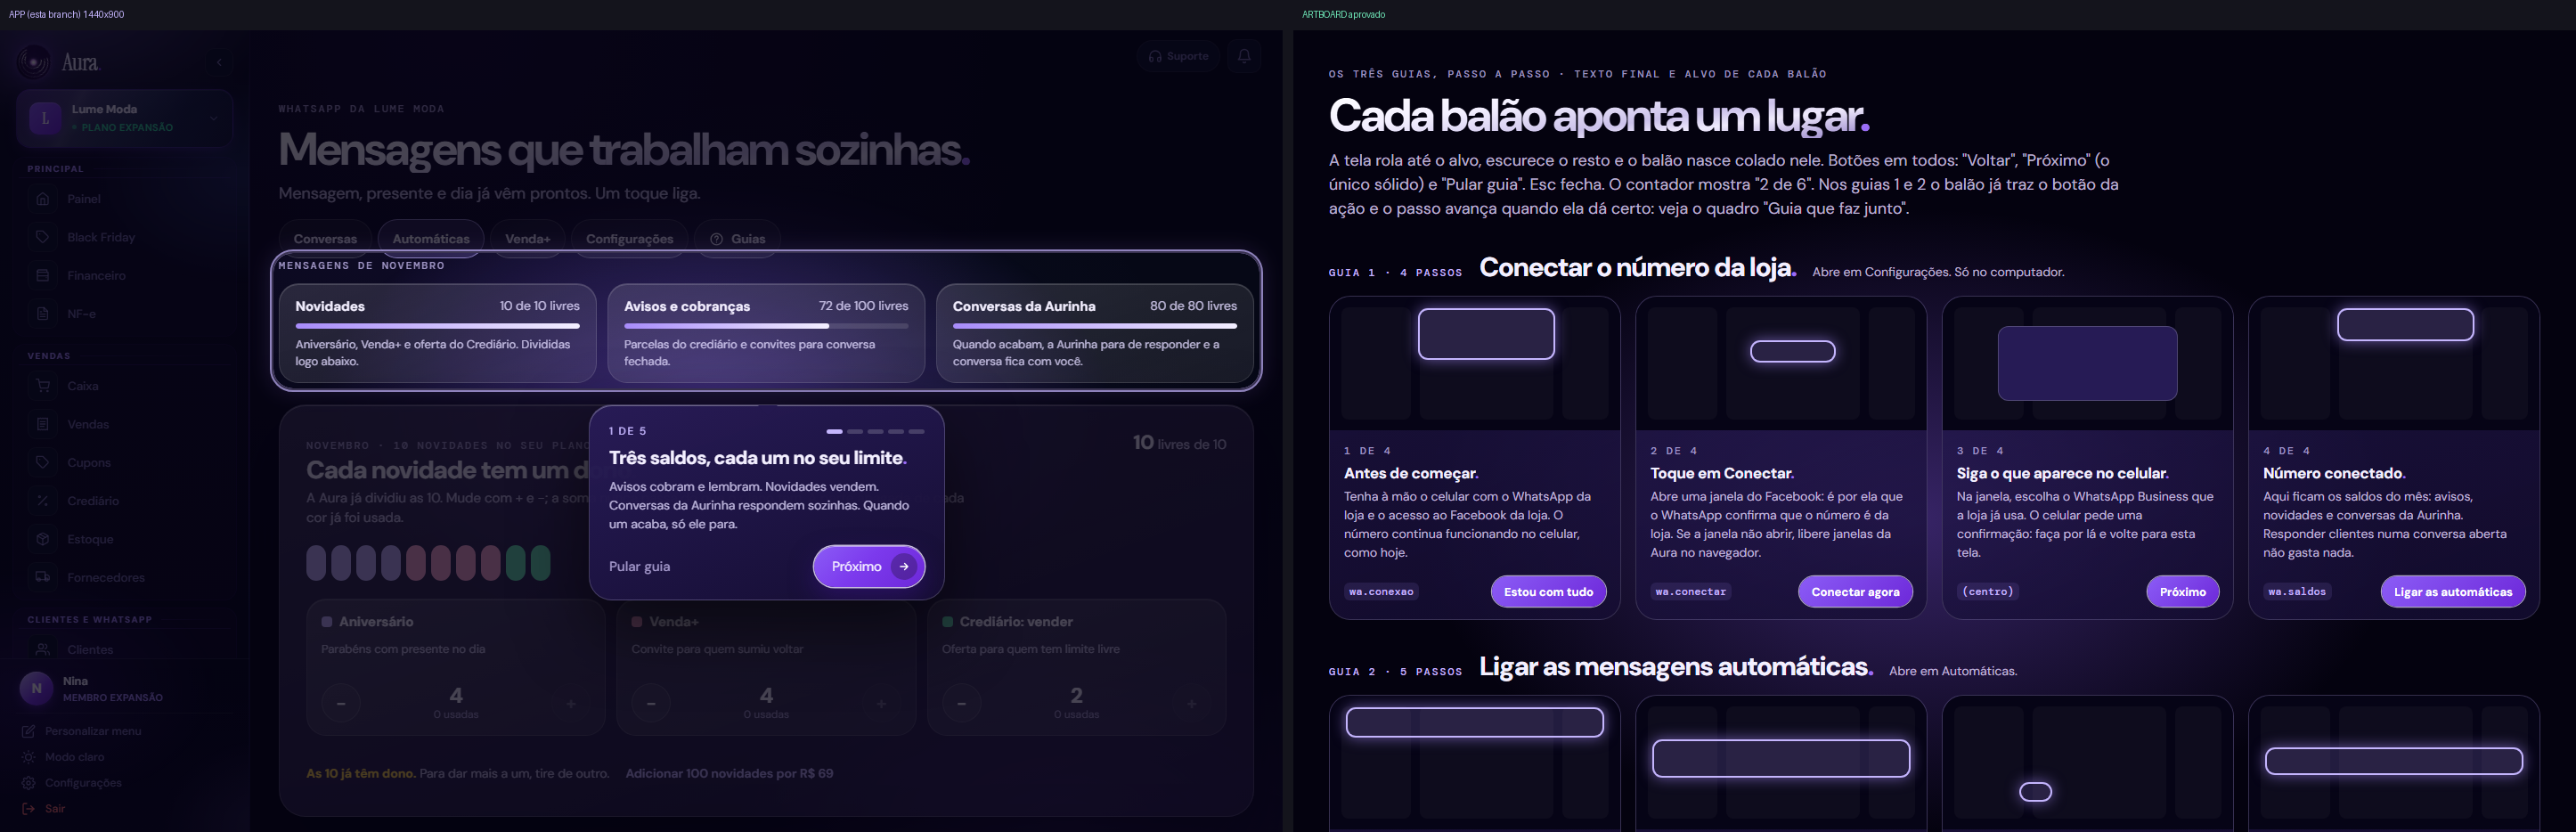 APP (esta branch) 1440x900
Aura
Suporte
L
Lume Moda
PLANO EXPANSÃO
PRINCIPAL
Painel
Black Friday
Financeiro
NF-e
VENDAS
Caixa
Vendas
Cupons
Crediário
Estoque
Fornecedores
CLIENTES E WHATSAPP
Clientes
N
Nina
MEMBRO EXPANSÃO
Personalizar menu
Modo claro
Configurações
Sair
WHATSAPP DA LUME MODA
Mensagens que trabalham sozinhas.
Mensagem, presente e dia já vêm prontos. Um toque liga.
Conversas
Automáticas
Venda+
Configurações
Guias
MENSAGENS DE NOVEMBRO
Novidades
10 de 10 livres
Aniversário, Venda+ e oferta do Crediário. Divididas
logo abaixo.
Avisos e cobranças
72 de 100 livres
Parcelas do crediário e convites para conversa
fechada.
Conversas da Aurinha
80 de 80 livres
Quando acabam, a Aurinha para de responder e a
conversa fica com você.
NOVEMBRO · 10 NOVIDADES NO SEU PLANO
10 livres de 10
Cada novidade tem um do
A Aura já dividiu as 10. Mude com + e -; a som
cor já foi usada.
1 DE 5
Três saldos, cada um no seu limite.
Avisos cobram e lembram. Novidades vendem.
Conversas da Aurinha respondem sozinhas. Quando
um acaba, só ele para.
Pular guia
Próximo
Aniversário
Parabéns com presente no dia
-
4
+
0 usadas
Venda+
Convite para quem sumiu voltar
-
4
+
0 usadas
Crediário: vender
Oferta para quem tem limite livre
-
2
+
0 usadas
As 10 já têm dono. Para dar mais a um, tire de outro.
Adicionar 100 novidades por R$ 69
ARTBOARD aprovado
OS TRÊS GUIAS, PASSO A PASSO · TEXTO FINAL E ALVO DE CADA BALÃO
Cada balão aponta um lugar.
A tela rola até o alvo, escurece o resto e o balão nasce colado nele. Botões em todos: "Voltar", "Próximo" (o
único sólido) e "Pular guia". Esc fecha. O contador mostra "2 de 6". Nos guias 1 e 2 o balão já traz o botão da
ação e o passo avança quando ela dá certo: veja o quadro "Guia que faz junto".
GUIA 1 · 4 PASSOS
Conectar o número da loja.
Abre em Configurações. Só no computador.
1 DE 4
Antes de começar.
Tenha à mão o celular com o WhatsApp da
loja e o acesso ao Facebook da loja. O
número continua funcionando no celular,
como hoje.
wa.conexao
Estou com tudo
2 DE 4
Toque em Conectar.
Abre uma janela do Facebook: é por ela que
o WhatsApp confirma que o número é da
loja. Se a janela não abrir, libere janelas da
Aura no navegador.
wa.conectar
Conectar agora
3 DE 4
Siga o que aparece no celular.
Na janela, escolha o WhatsApp Business que
a loja já usa. O celular pede uma
confirmação: faça por lá e volte para esta
tela.
(centro)
Próximo
4 DE 4
Número conectado.
Aqui ficam os saldos do mês: avisos,
novidades e conversas da Aurinha.
Responder clientes numa conversa aberta
não gasta nada.
wa.saldos
Ligar as automáticas
GUIA 2 · 5 PASSOS
Ligar as mensagens automáticas.
Abre em Automáticas.